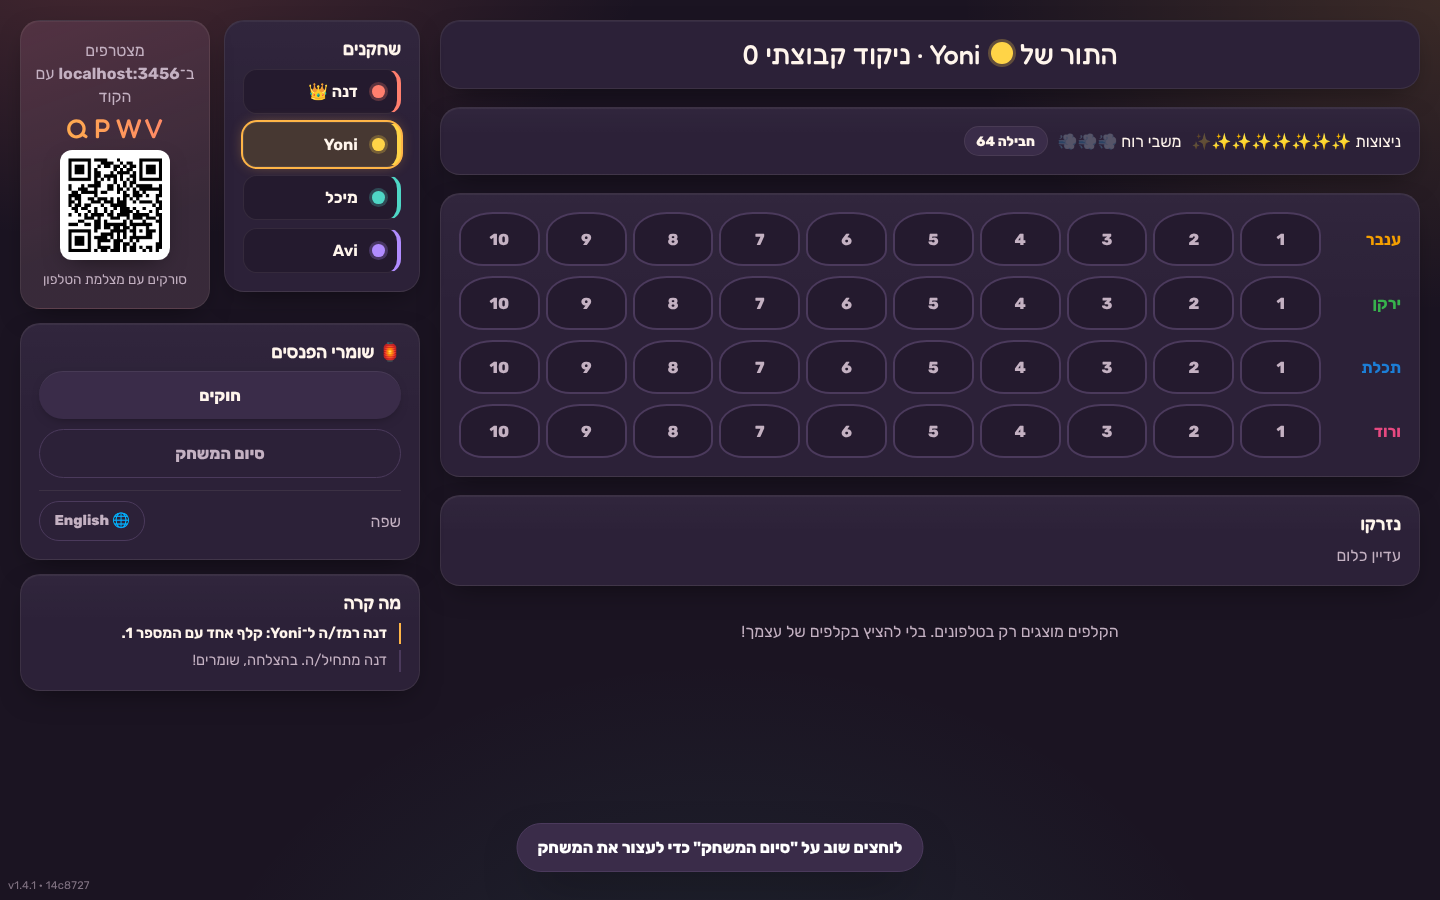 התור של Yoni · ניקוד קבוצתי 0
ניצוצות ✨✨✨✨✨✨✨✨ משבי רוח 💨💨💨 חבילה 64
ענבר 1 2 3 4 5 6 7 8 9 10
ירקן 1 2 3 4 5 6 7 8 9 10
תכלת 1 2 3 4 5 6 7 8 9 10
ורוד 1 2 3 4 5 6 7 8 9 10
נזרקו
עדיין כלום
הקלפים מוצגים רק בטלפונים. בלי להציץ בקלפים של עצמך!
שחקנים
דנה 👑
Yoni
מיכל
Avi
מצטרפים
ב־localhost:3456 עם
הקוד
QPWV
סורקים עם מצלמת הטלפון
🏮 שומרי הפנסים
חוקים
סיום המשחק
שפה
🌐 English
מה קרה
דנה רמז/ה ל־Yoni: קלף אחד עם המספר 1.
דנה מתחיל/ה. בהצלחה, שומרים!
לוחצים שוב על "סיום המשחק" כדי לעצור את המשחק
v1.4.1 • 14c8727